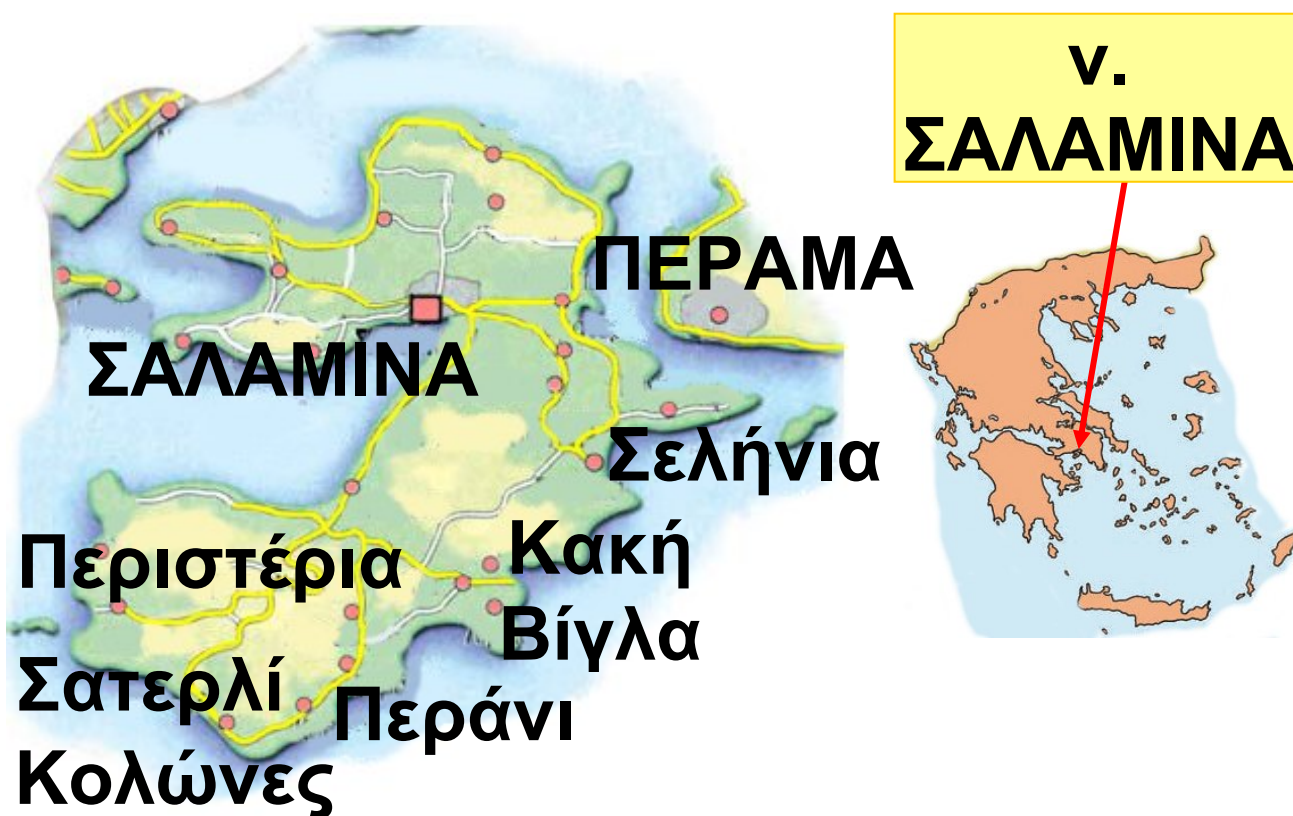 ν.
ΣΑΛΑΜΙΝΑ
ΠΕΡΑΜΑ
ΣΑΛΑΜΙΝΑ
Σελήνια
Κακή
Βίγλα
Περιστέρια
Σατερλί
Περάνι
Κολώνες